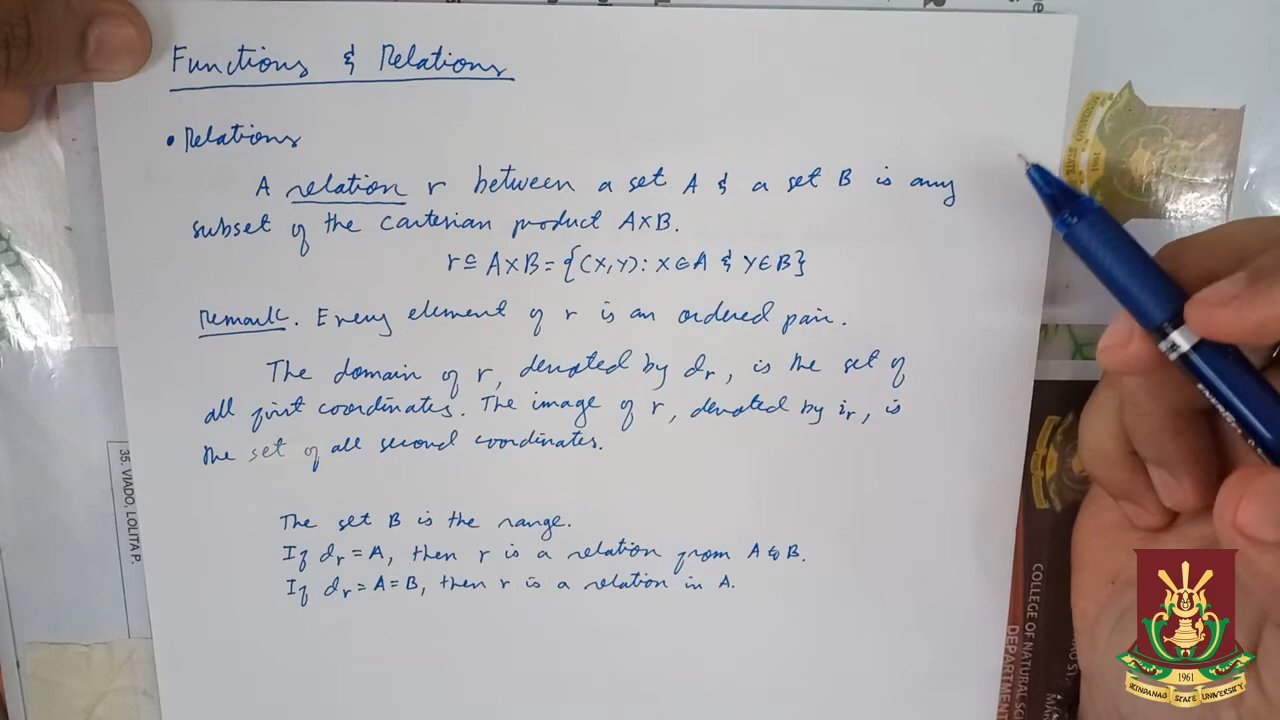 Functions & Relations
• Relations
A relation r between a set A & a set B is any
subset of the Cartesian product A×B.
r ⊆ A×B = {(x,y): x∈A & y∈B}
Remark. Every element of r is an ordered pair.
The domain of r, denoted by dr, is the set of
all first coordinates. The image of r, denoted by ir, is
the set of all second coordinates.
The set B is the range.
If dr = A, then r is a relation from A to B.
If dr = A = B, then r is a relation in A.
35. VIADO, LOLITA P.
COLLEGE OF NATURAL SCI
DEPARTMENT
MINDANAO STATE
1961
1961
MINDANAO STATE UNIVERSITY